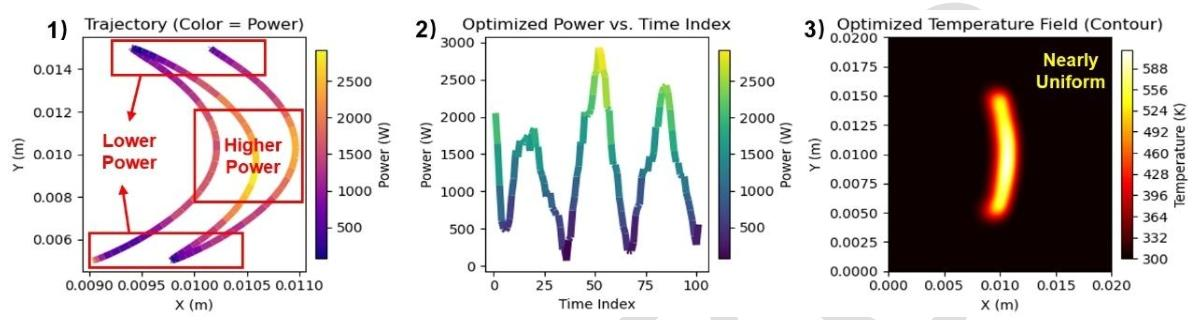 1) Trajectory (Color = Power)
0.014
0.012
0.010
0.008
0.006
Y (m)
0.0090 0.0095 0.0100 0.0105 0.0110
X (m)
Lower
Power
Higher
Power
2500
2000
1500
1000
500
Power (W)
2) Optimized Power vs. Time Index
3000
2500
2000
1500
1000
500
0
Power (W)
0 25 50 75 100
Time Index
2500
2000
1500
1000
500
Power (W)
3) Optimized Temperature Field (Contour)
0.0200
0.0175
0.0150
0.0125
0.0100
0.0075
0.0050
0.0025
0.0000
Y (m)
0.000 0.005 0.010 0.015 0.020
X (m)
Nearly
Uniform
588
556
524
492
460
428
396
364
332
300
Temperature (K)